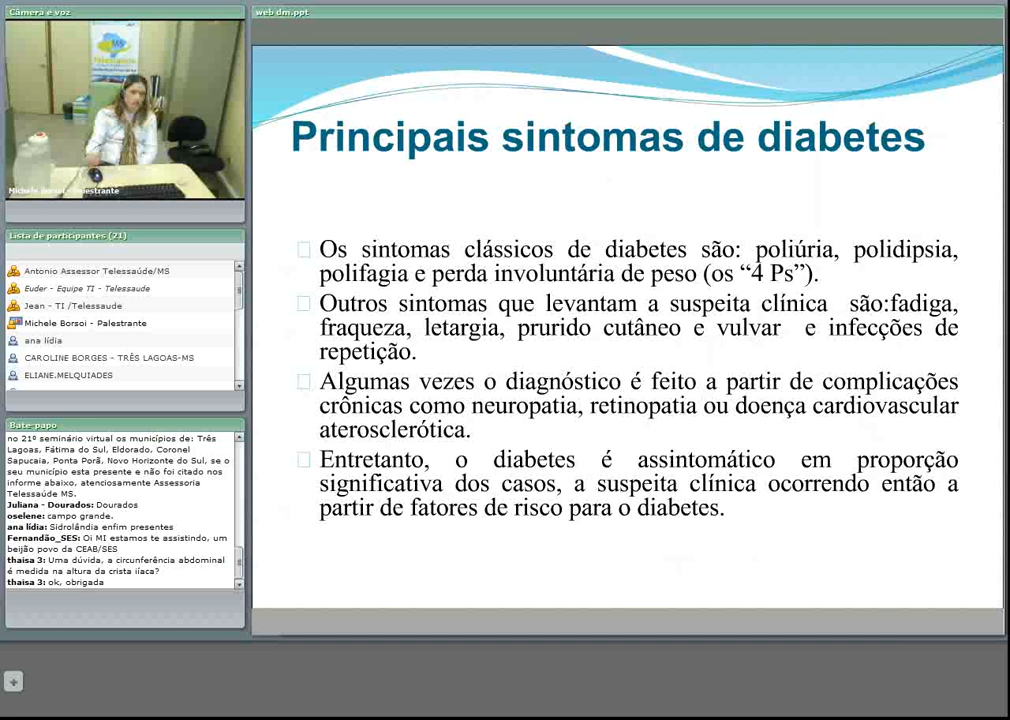 Câmera e voz
MS
Telessaúde
Michele Borsoi - Palestrante
Lista de participantes (21)
Antonio Assessor Telessaúde/MS
Euder - Equipe TI - Telessaude
Jean - TI /Telessaude
Michele Borsoi - Palestrante
ana lídia
CAROLINE BORGES - TRÊS LAGOAS-MS
ELIANE.MELQUIADES
Bate-papo
no 21º seminário virtual os municípios de: Três
Lagoas, Fátima do Sul, Eldorado, Coronel
Sapucaia, Ponta Porã, Novo Horizonte do Sul, se o
seu município esta presente e não foi citado nos
informe abaixo, atenciosamente Assessoria
Telessaúde MS.
Juliana - Dourados: Dourados
oselene: campo grande.
ana lídia: Sidrolândia enfim presentes
Fernandão_SES: Oi MI estamos te assistindo, um
beijão povo da CEAB/SES
thaisa 3: Uma dúvida, a circunferência abdominal
é medida na altura da crista ilíaca?
thaisa 3: ok, obrigada
web dm.ppt
Principais sintomas de diabetes
Os sintomas clássicos de diabetes são: poliúria, polidipsia,
polifagia e perda involuntária de peso (os “4 Ps”).
Outros sintomas que levantam a suspeita clínica são:fadiga,
fraqueza, letargia, prurido cutâneo e vulvar e infecções de
repetição.
Algumas vezes o diagnóstico é feito a partir de complicações
crônicas como neuropatia, retinopatia ou doença cardiovascular
aterosclerótica.
Entretanto, o diabetes é assintomático em proporção
significativa dos casos, a suspeita clínica ocorrendo então a
partir de fatores de risco para o diabetes.